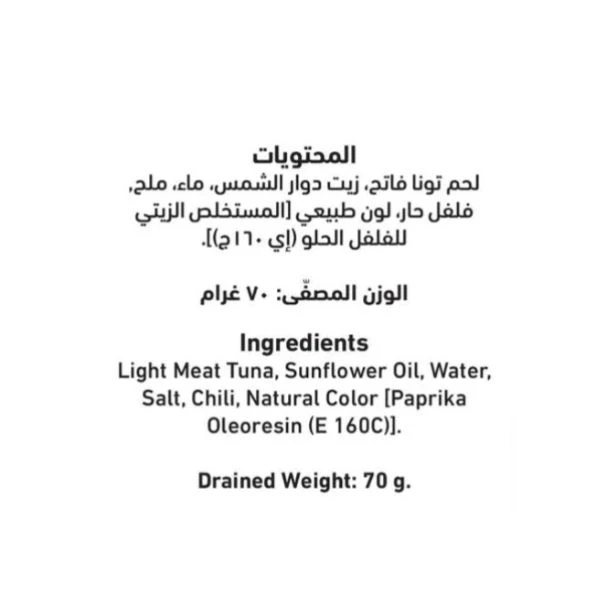 المحتويات
لحم تونا فاتح، زيت دوار الشمس، ماء، ملح,
فلفل حار، لون طبيعي [المستخلص الزيتي
للفلفل الحلو (إي ١٦٠ ج)].
الوزن المصفّى: ٧٠ غرام
Ingredients
Light Meat Tuna, Sunflower Oil, Water,
Salt, Chili, Natural Color [Paprika
Oleoresin (E 160C)].
Drained Weight: 70 g.